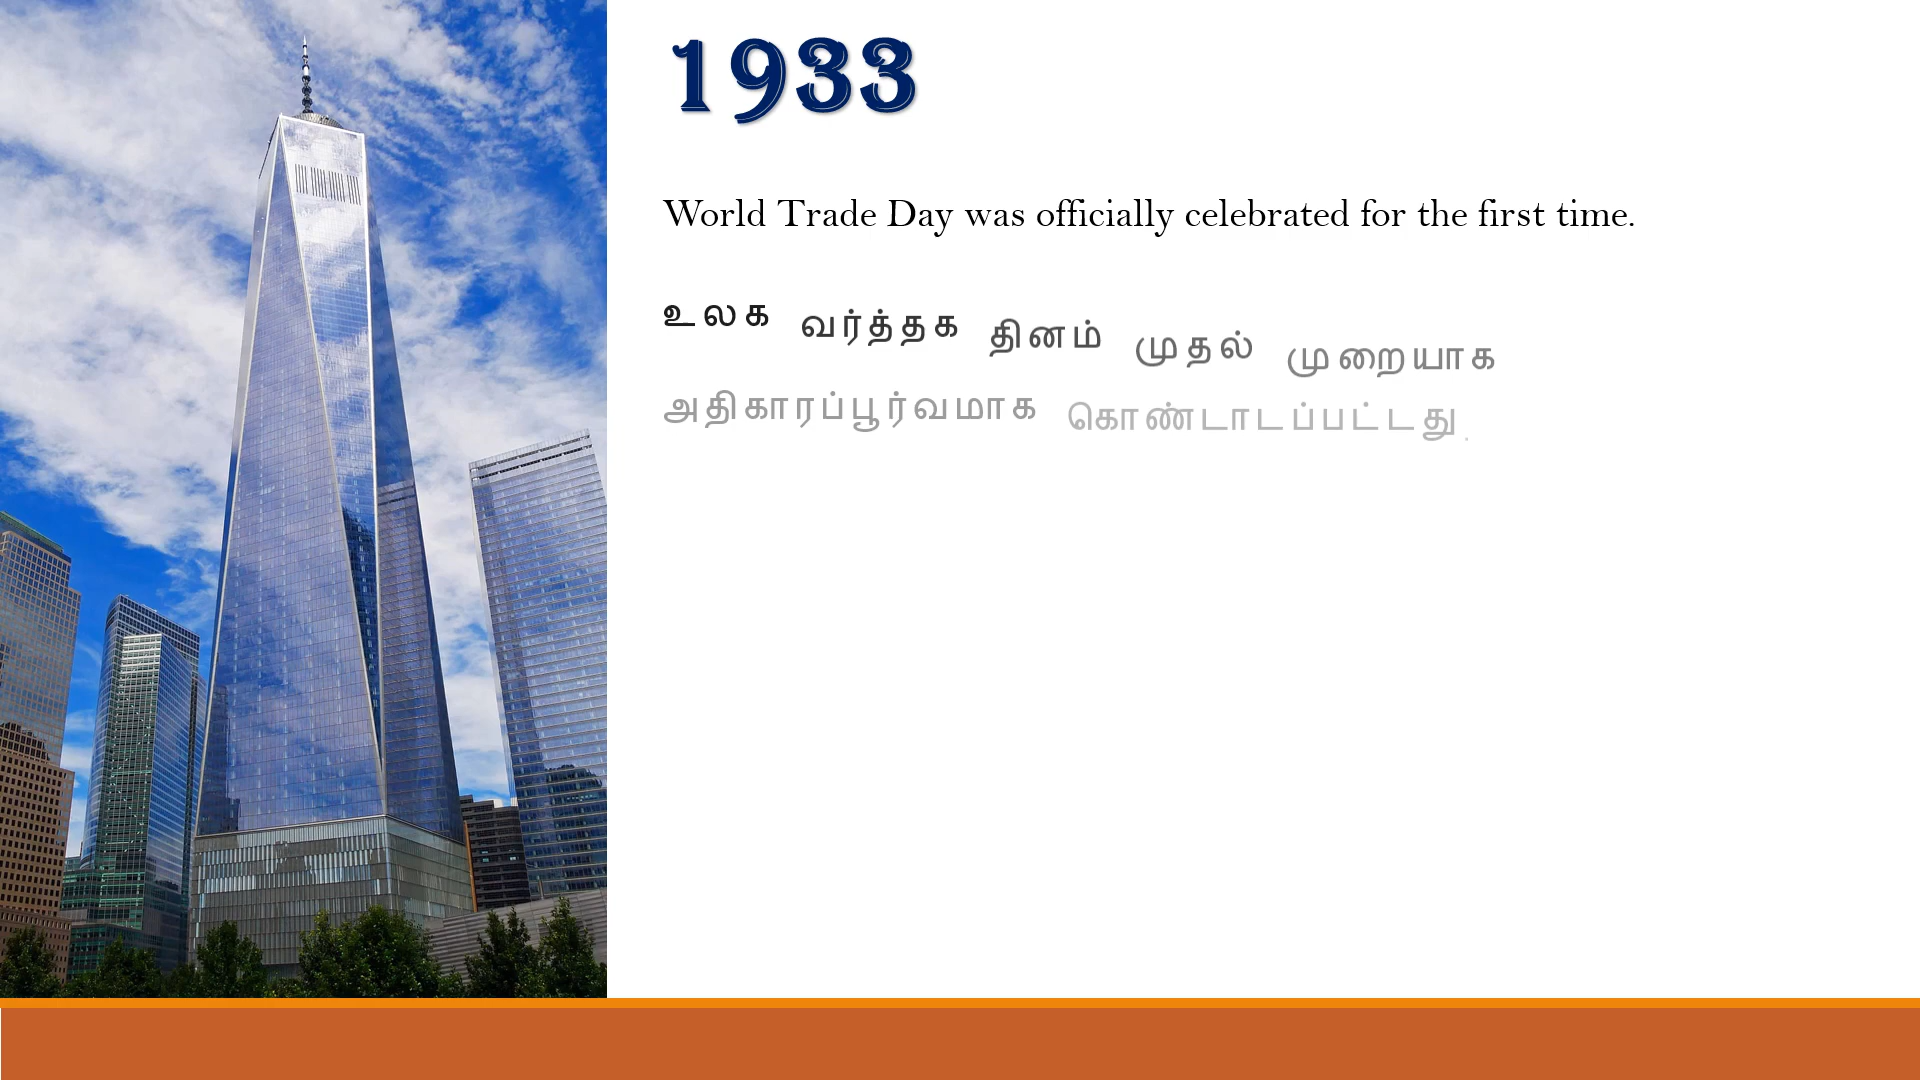 1933
World Trade Day was officially celebrated for the first time.
உலக வர்த்தக தினம் முதல் முறையாக
அதிகாரப்பூர்வமாக கொண்டாடப்பட்டது.